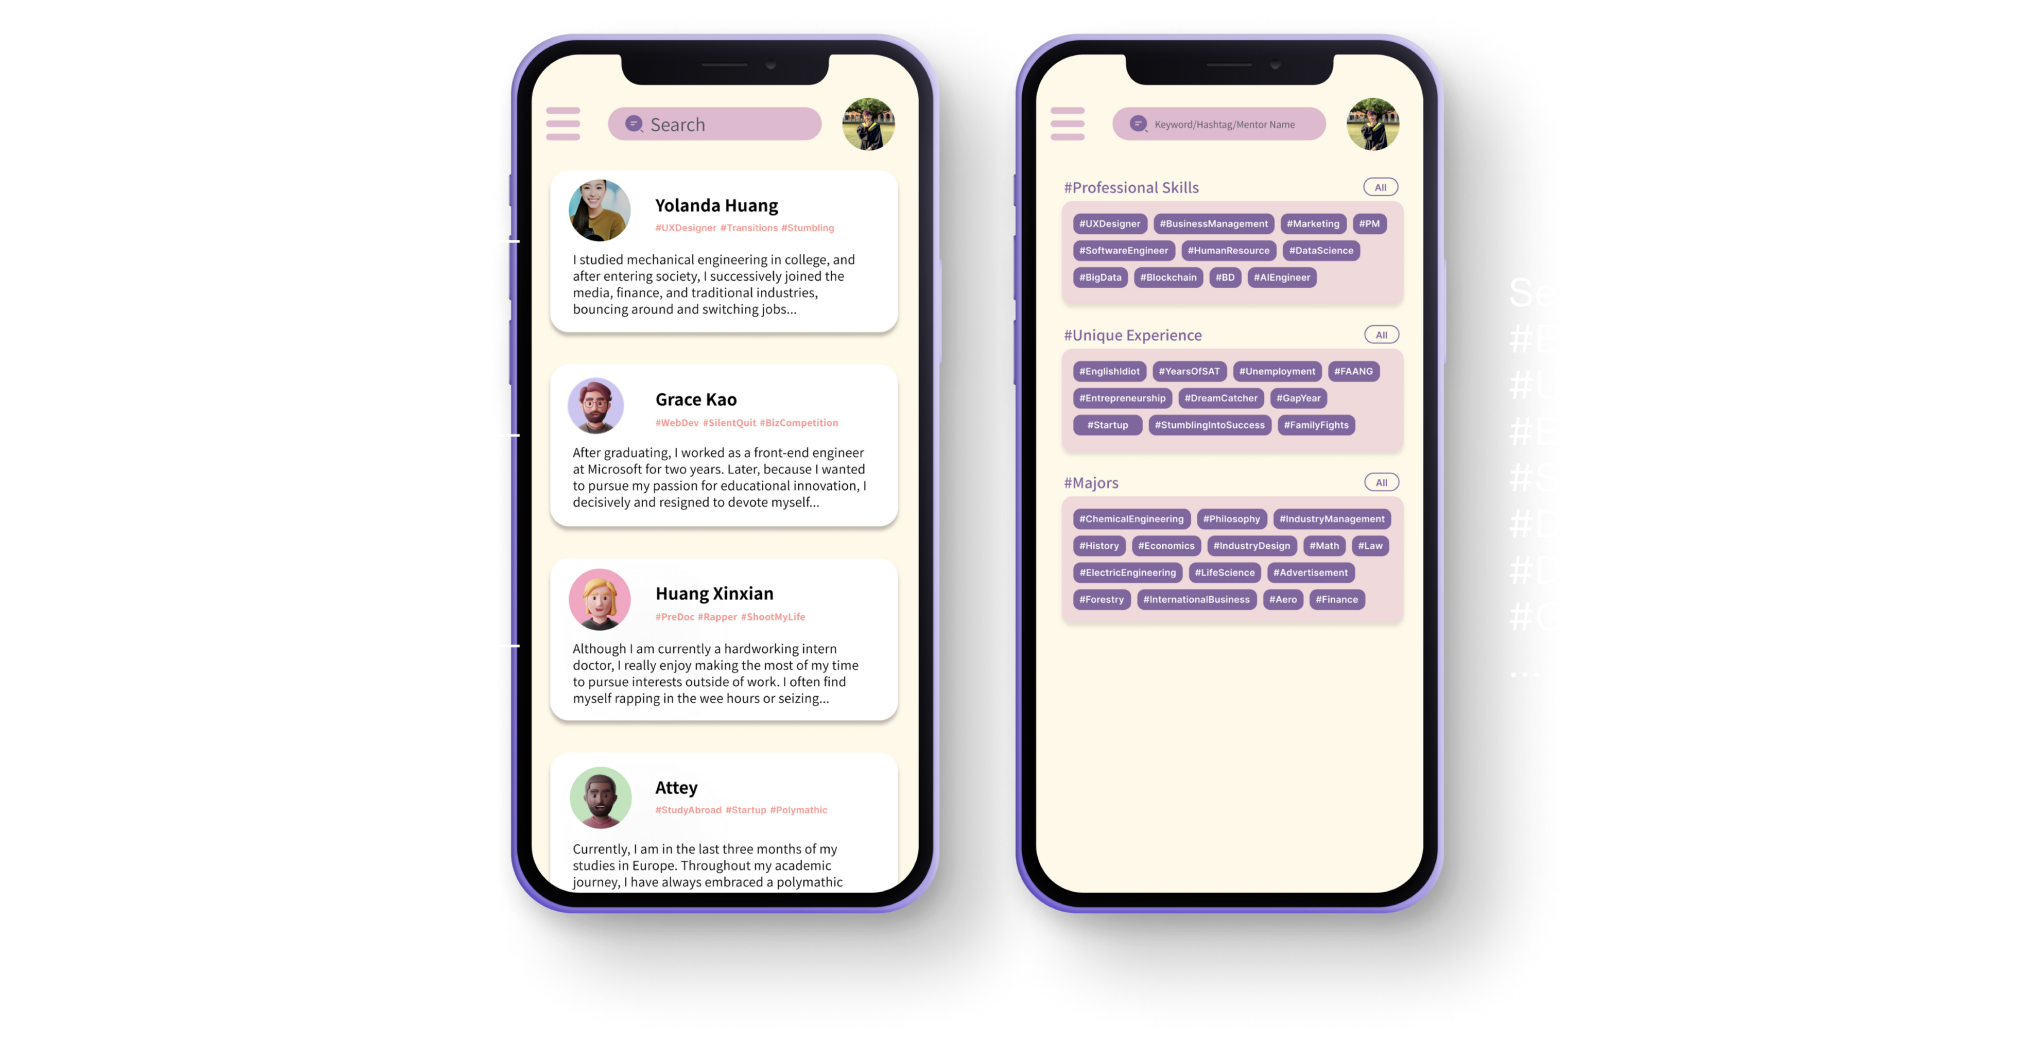 Search
Yolanda Huang
#UXDesigner #Transitions #Stumbling
I studied mechanical engineering in college, and
after entering society, I successively joined the
media, finance, and traditional industries,
bouncing around and switching jobs...
Grace Kao
#WebDev #SilentQuit #BizCompetition
After graduating, I worked as a front-end engineer
at Microsoft for two years. Later, because I wanted
to pursue my passion for educational innovation, I
decisively and resigned to devote myself...
Huang Xinxian
#PreDoc #Rapper #ShootMyLife
Although I am currently a hardworking intern
doctor, I really enjoy making the most of my time
to pursue interests outside of work. I often find
myself rapping in the wee hours or seizing...
Attey
#StudyAbroad #Startup #Polymathic
Currently, I am in the last three months of my
studies in Europe. Throughout my academic
journey, I have always embraced a polymathic
Keyword/Hashtag/Mentor Name
#Professional Skills All
#UXDesigner #BusinessManagement #Marketing #PM
#SoftwareEngineer #HumanResource #DataScience
#BigData #Blockchain #BD #AIEngineer
#Unique Experience All
#EnglishIdiot #YearsOfSAT #Unemployment #FAANG
#Entrepreneurship #DreamCatcher #GapYear
#Startup #StumblingIntoSuccess #FamilyFights
#Majors All
#ChemicalEngineering #Philosophy #IndustryManagement
#History #Economics #IndustryDesign #Math #Law
#ElectricEngineering #LifeScience #Advertisement
#Forestry #InternationalBusiness #Aero #Finance